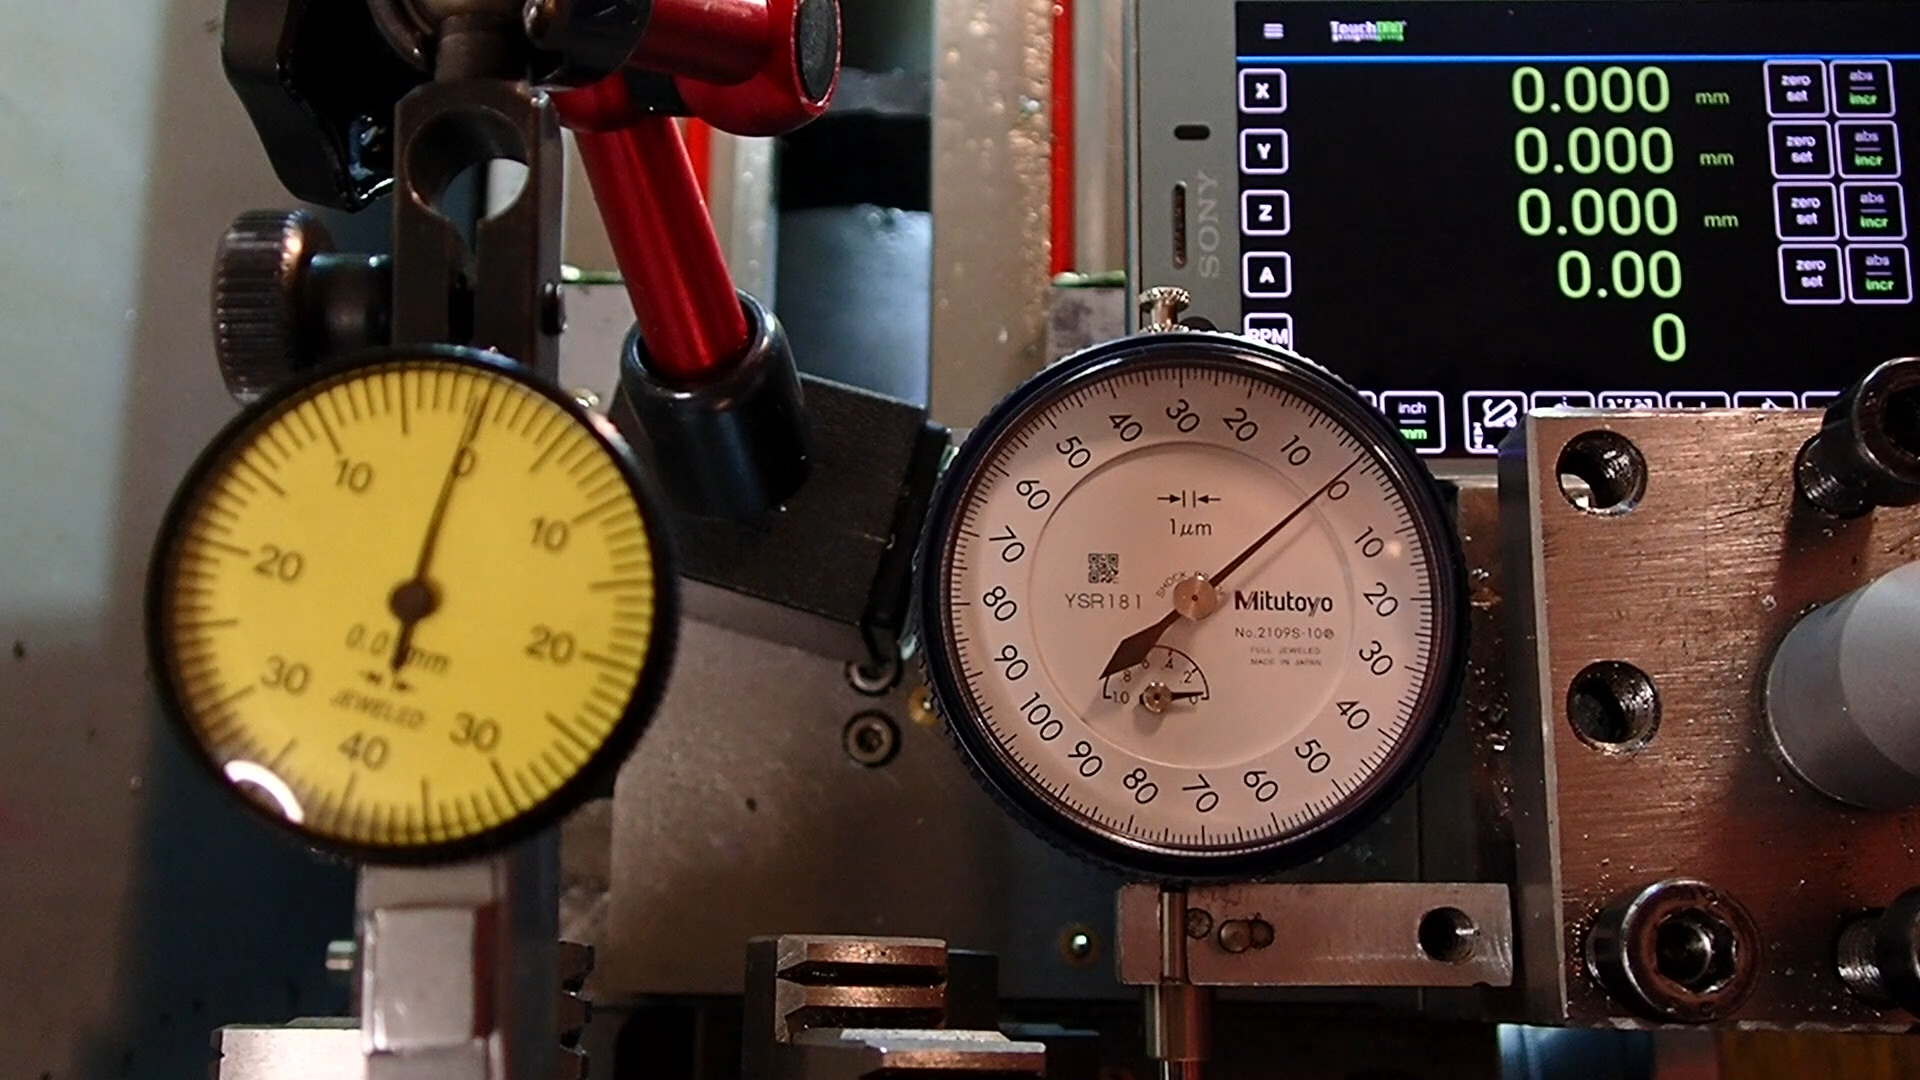 TouchDRO
X 0.000 mm zero set abs incr
Y 0.000 mm zero set abs incr
Z 0.000 mm zero set abs incr
A 0.00 zero set abs incr
RPM 0
inch mm
SONY
0
10
20
30
40
30
20
10
JEWELED
0
10
20
30
40
50
60
70
80
90
100
90
80
70
60
50
40
30
20
10
1μm
YSR181
Mitutoyo
No.2109S-10
FULL JEWELED
MADE IN JAPAN
.2
.4
.8
0